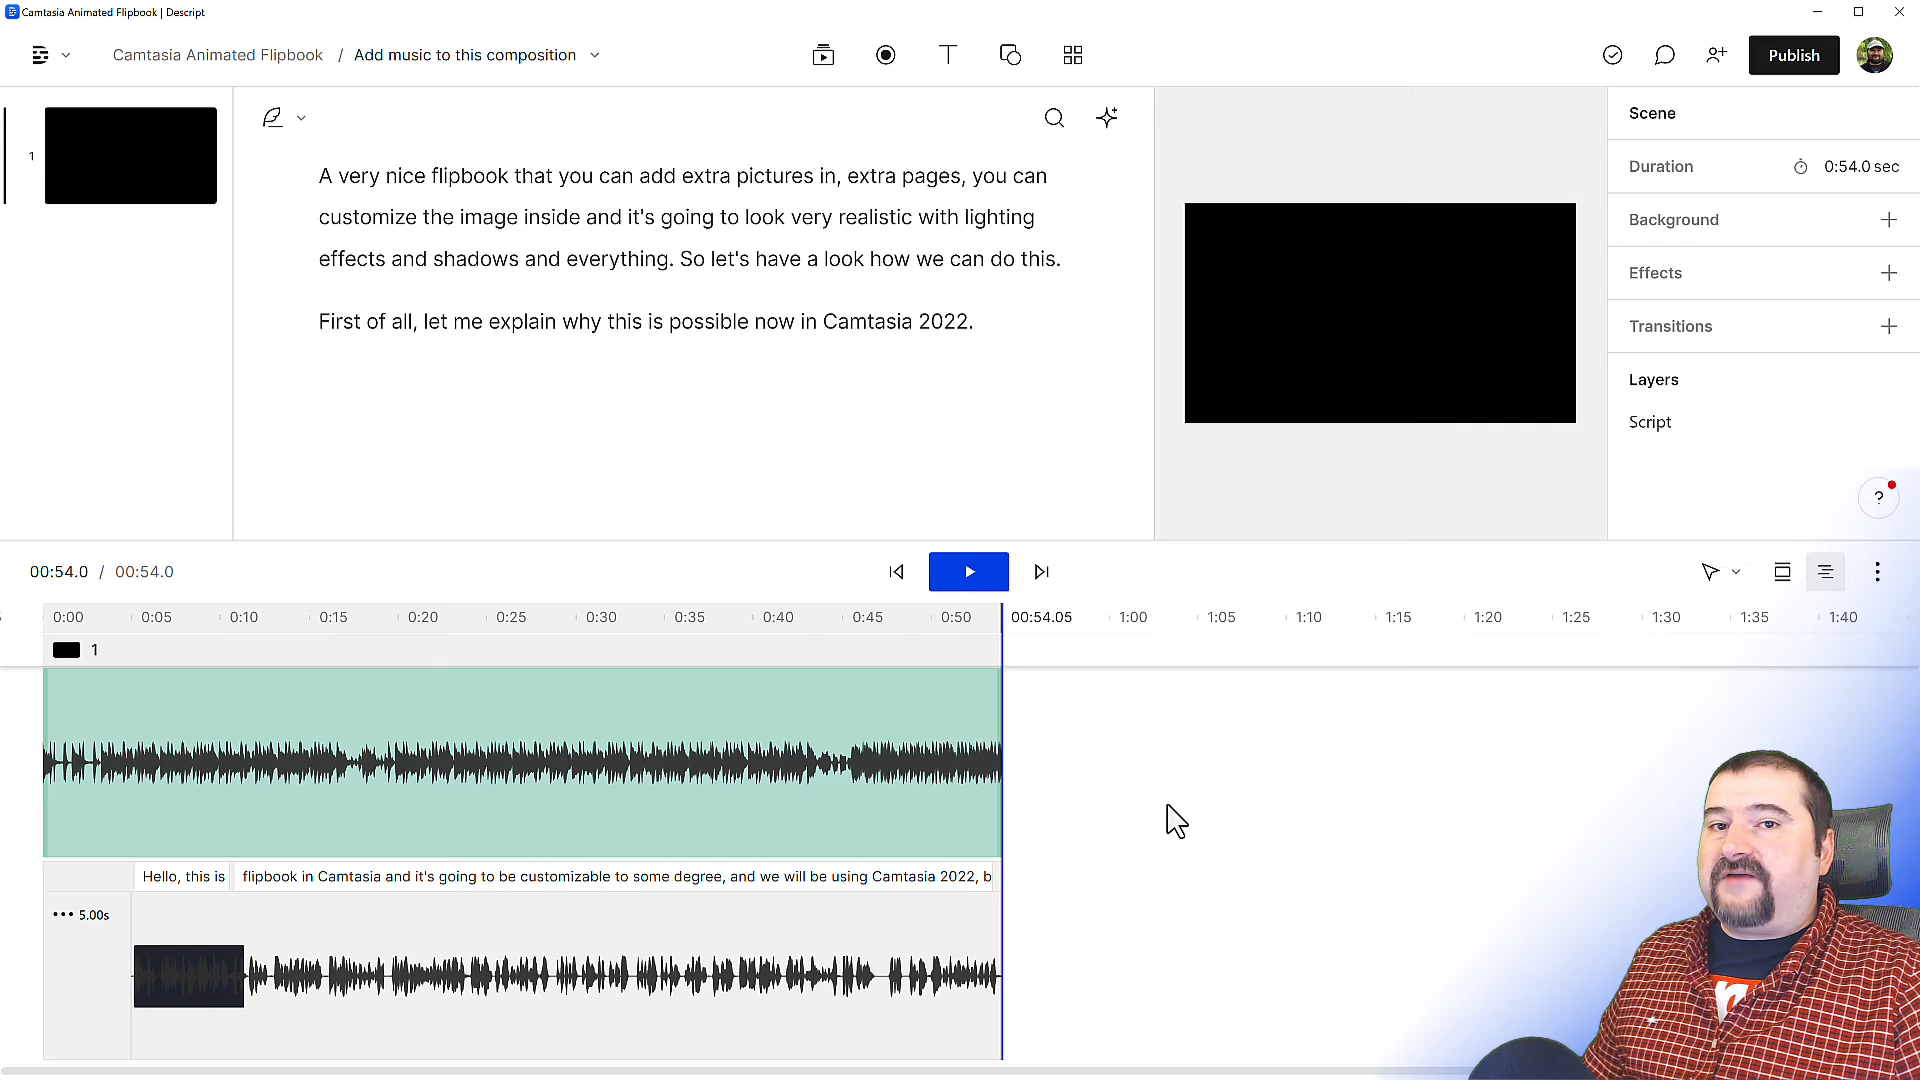 Camtasia Animated Flipbook | Descript
Camtasia Animated Flipbook / Add music to this composition
Publish
1
A very nice flipbook that you can add extra pictures in, extra pages, you can
customize the image inside and it's going to look very realistic with lighting
effects and shadows and everything. So let's have a look how we can do this.
First of all, let me explain why this is possible now in Camtasia 2022.
Scene
Duration 0:54.0 sec
Background
Effects
Transitions
Layers
Script
?
00:54.0 / 00:54.0
0:00 0:05 0:10 0:15 0:20 0:25 0:30 0:35 0:40 0:45 0:50 00:54.05 1:00 1:05 1:10 1:15 1:20 1:25 1:30 1:35 1:40
1
Hello, this is flipbook in Camtasia and it's going to be customizable to some degree, and we will be using Camtasia 2022, b
••• 5.00s